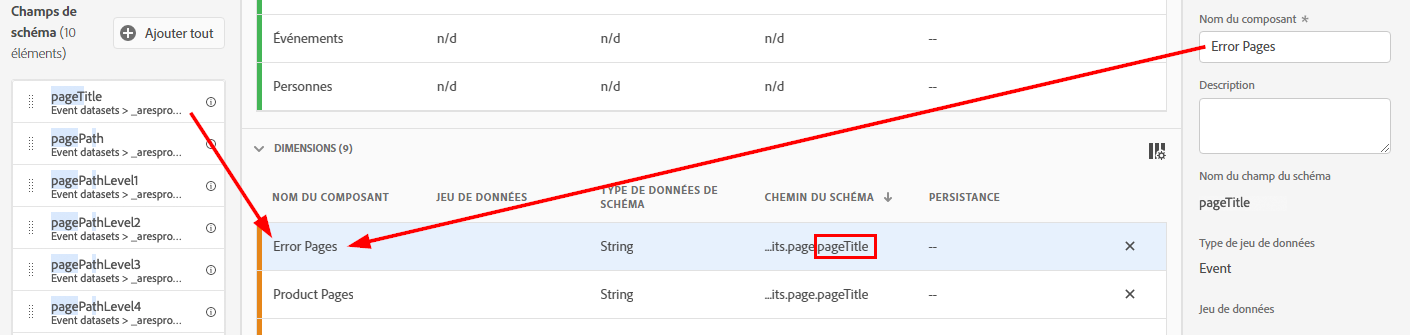 Champs de
schéma (10
éléments)
Ajouter tout
pageTitle
Event datasets > _arespro...
pagePath
Event datasets > _arespro...
pagePathLevel1
Event datasets > _arespro...
pagePathLevel2
Event datasets > _arespro...
pagePathLevel3
Event datasets > _arespro...
pagePathLevel4
Event datasets > _arespro...
Événements n/d n/d n/d --
Personnes n/d n/d n/d --
DIMENSIONS (9)
NOM DU COMPOSANT JEU DE DONNÉES TYPE DE DONNÉES DE
SCHÉMA CHEMIN DU SCHÉMA ↓ PERSISTANCE
Error Pages String ...its.page.pageTitle -- ×
Product Pages String ...its.page.pageTitle -- ×
Nom du composant *
Error Pages
Description
Nom du champ du schéma
pageTitle
Type de jeu de données
Event
Jeu de données